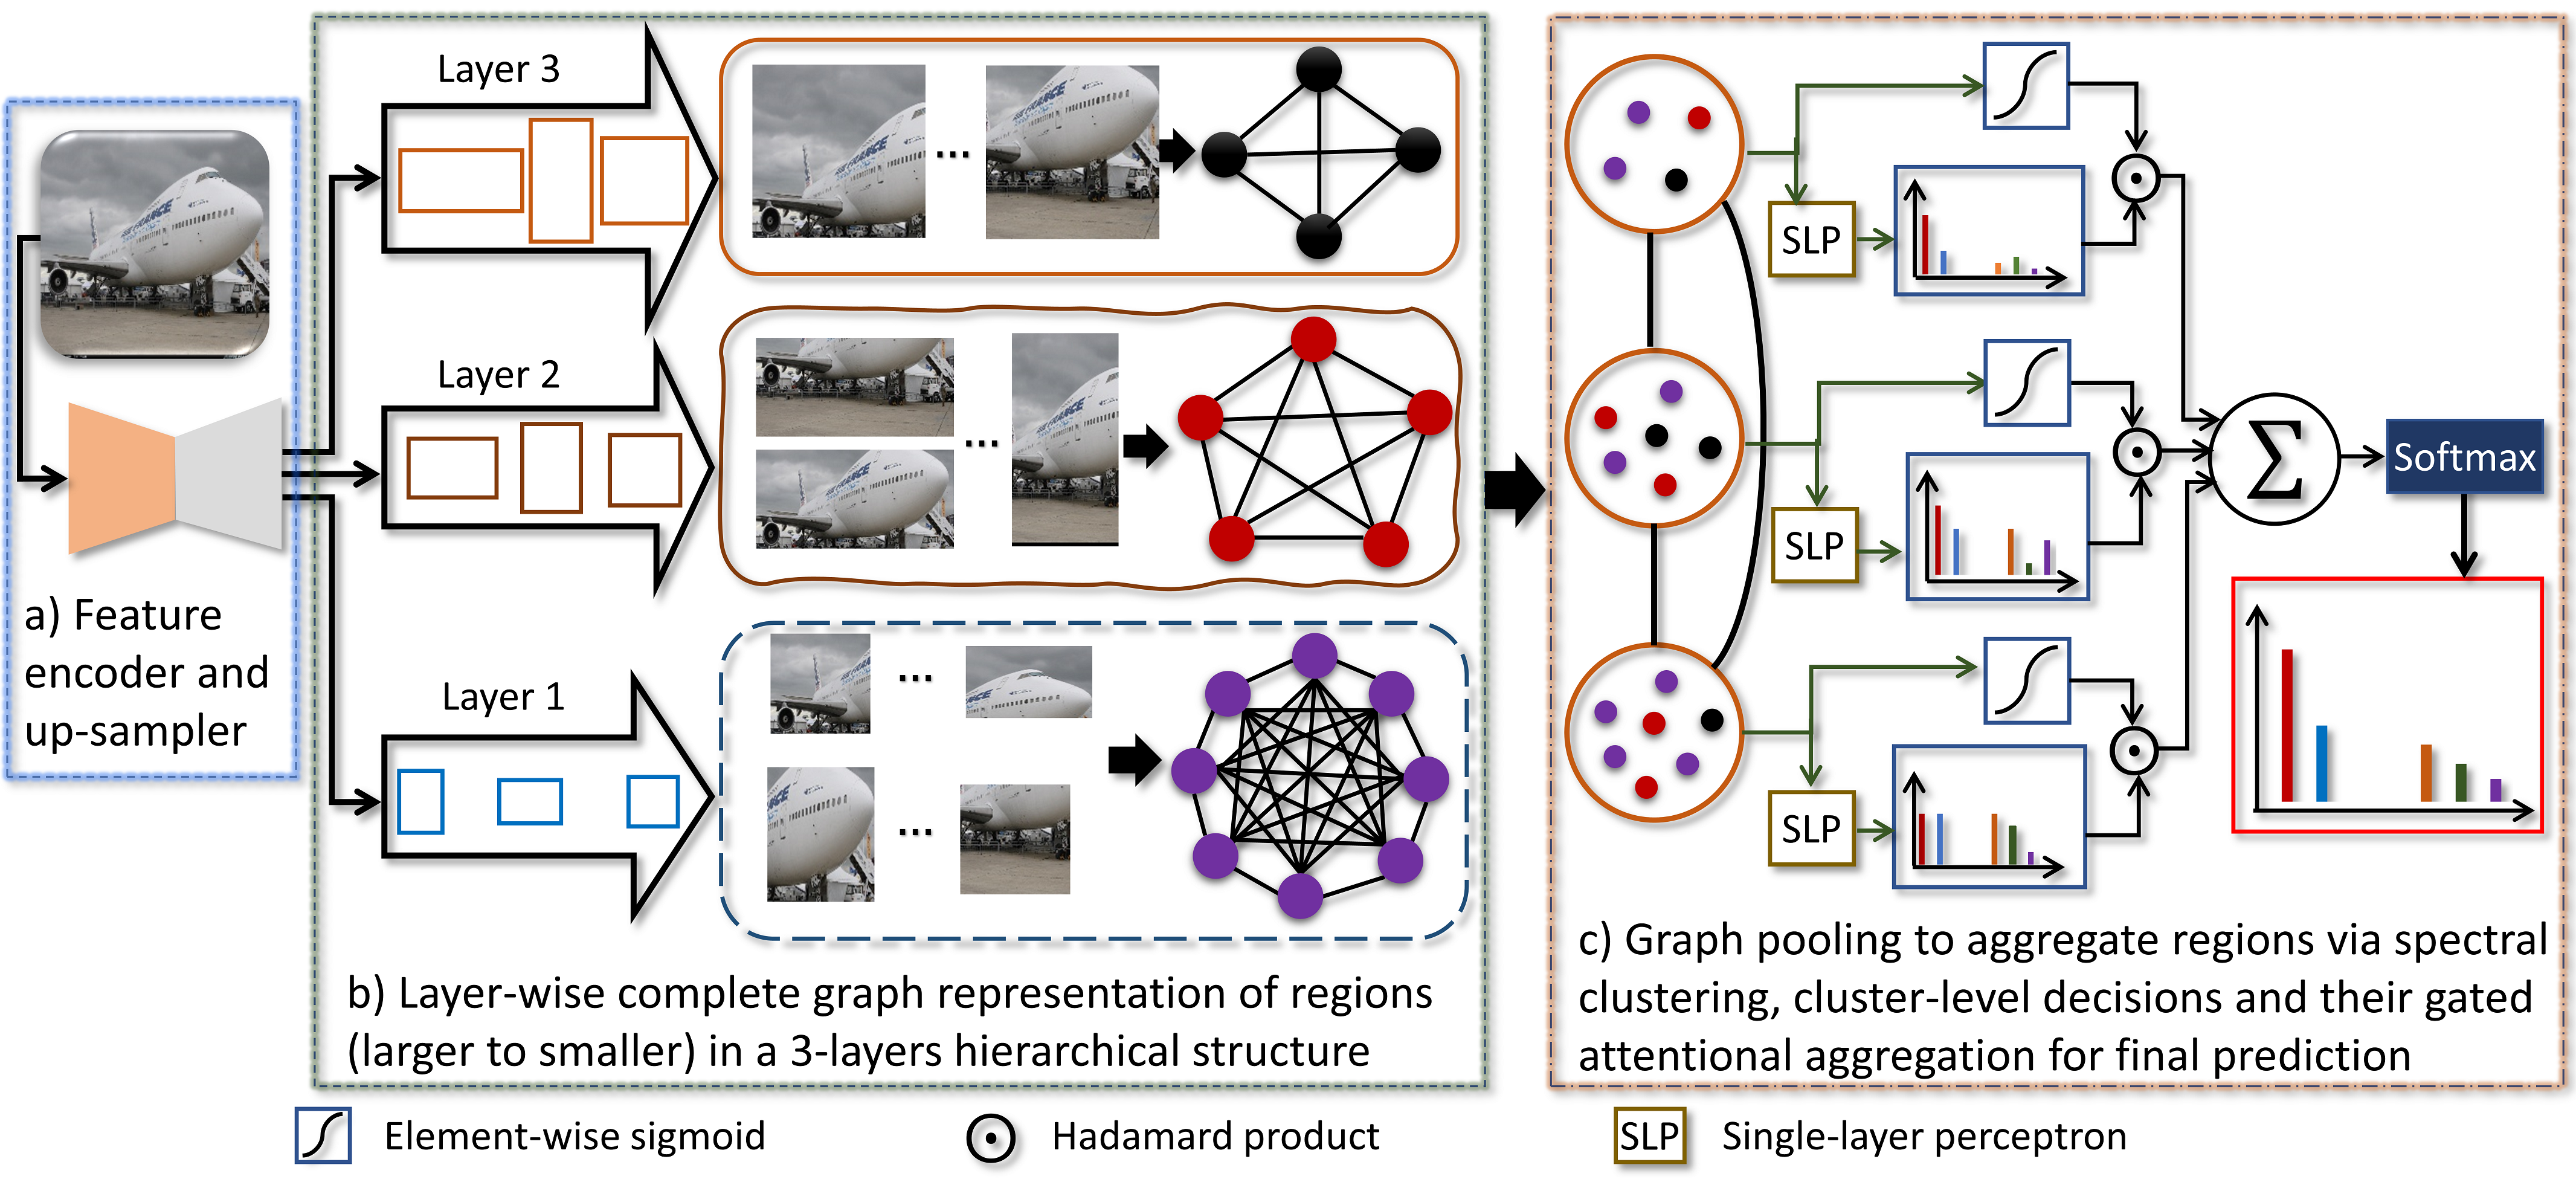 Layer 3
Layer 2
Layer 1
a) Feature
encoder and
up-sampler
b) Layer-wise complete graph representation of regions
(larger to smaller) in a 3-layers hierarchical structure
SLP
SLP
SLP
Σ
Softmax
c) Graph pooling to aggregate regions via spectral
clustering, cluster-level decisions and their gated
attentional aggregation for final prediction
Element-wise sigmoid
Hadamard product
SLP Single-layer perceptron